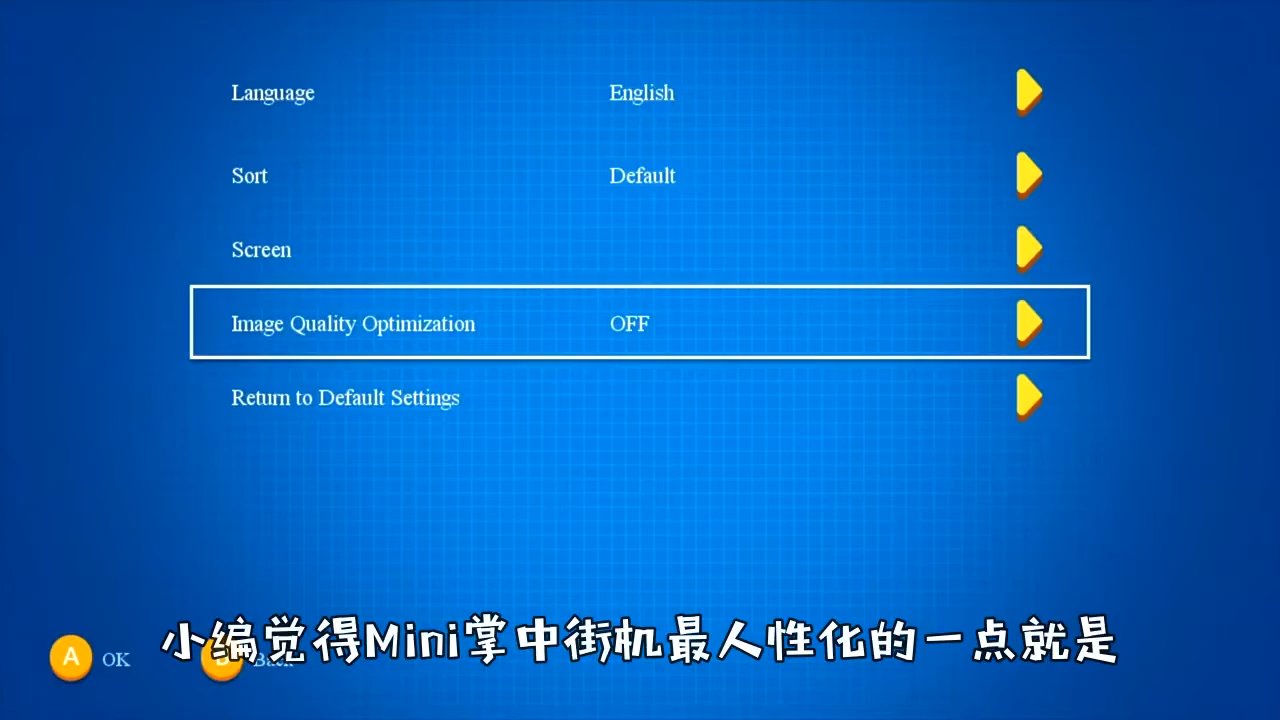 Language English
Sort Default
Screen
Image Quality Optimization OFF
Return to Default Settings
A OK B Back
小编觉得Mini掌中街机最人性化的一点就是